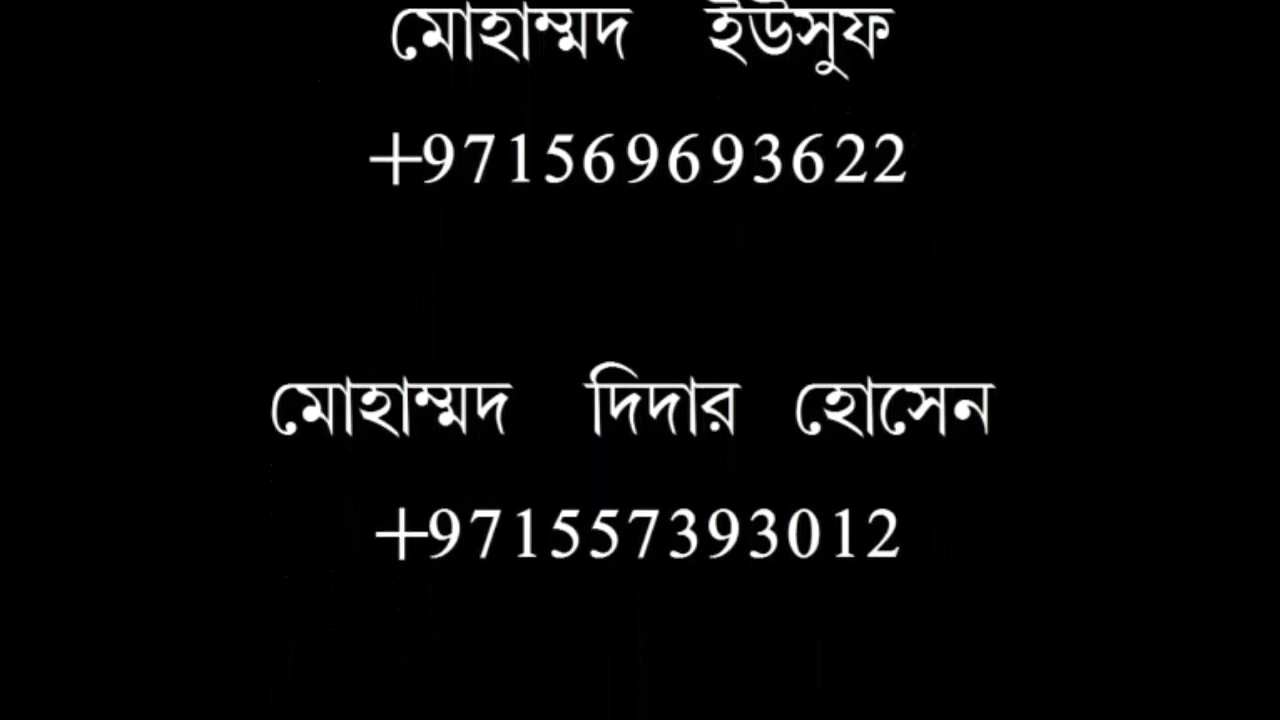 মোহাম্মদ ইউসুফ
+971569693622
মোহাম্মদ দিদার হোসেন
+971557393012